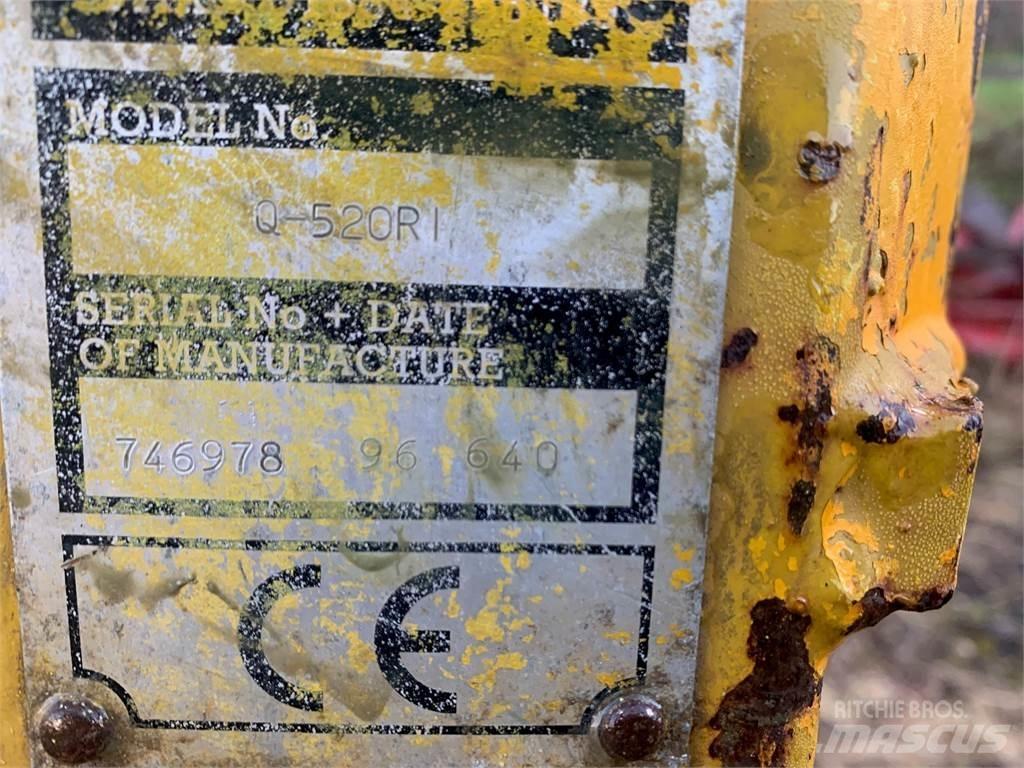 MODEL No.
Q-520RI
SERIAL No + DATE
OF MANUFACTURE
746978 96 640
CE
RITCHIE BROS.
MASCUS